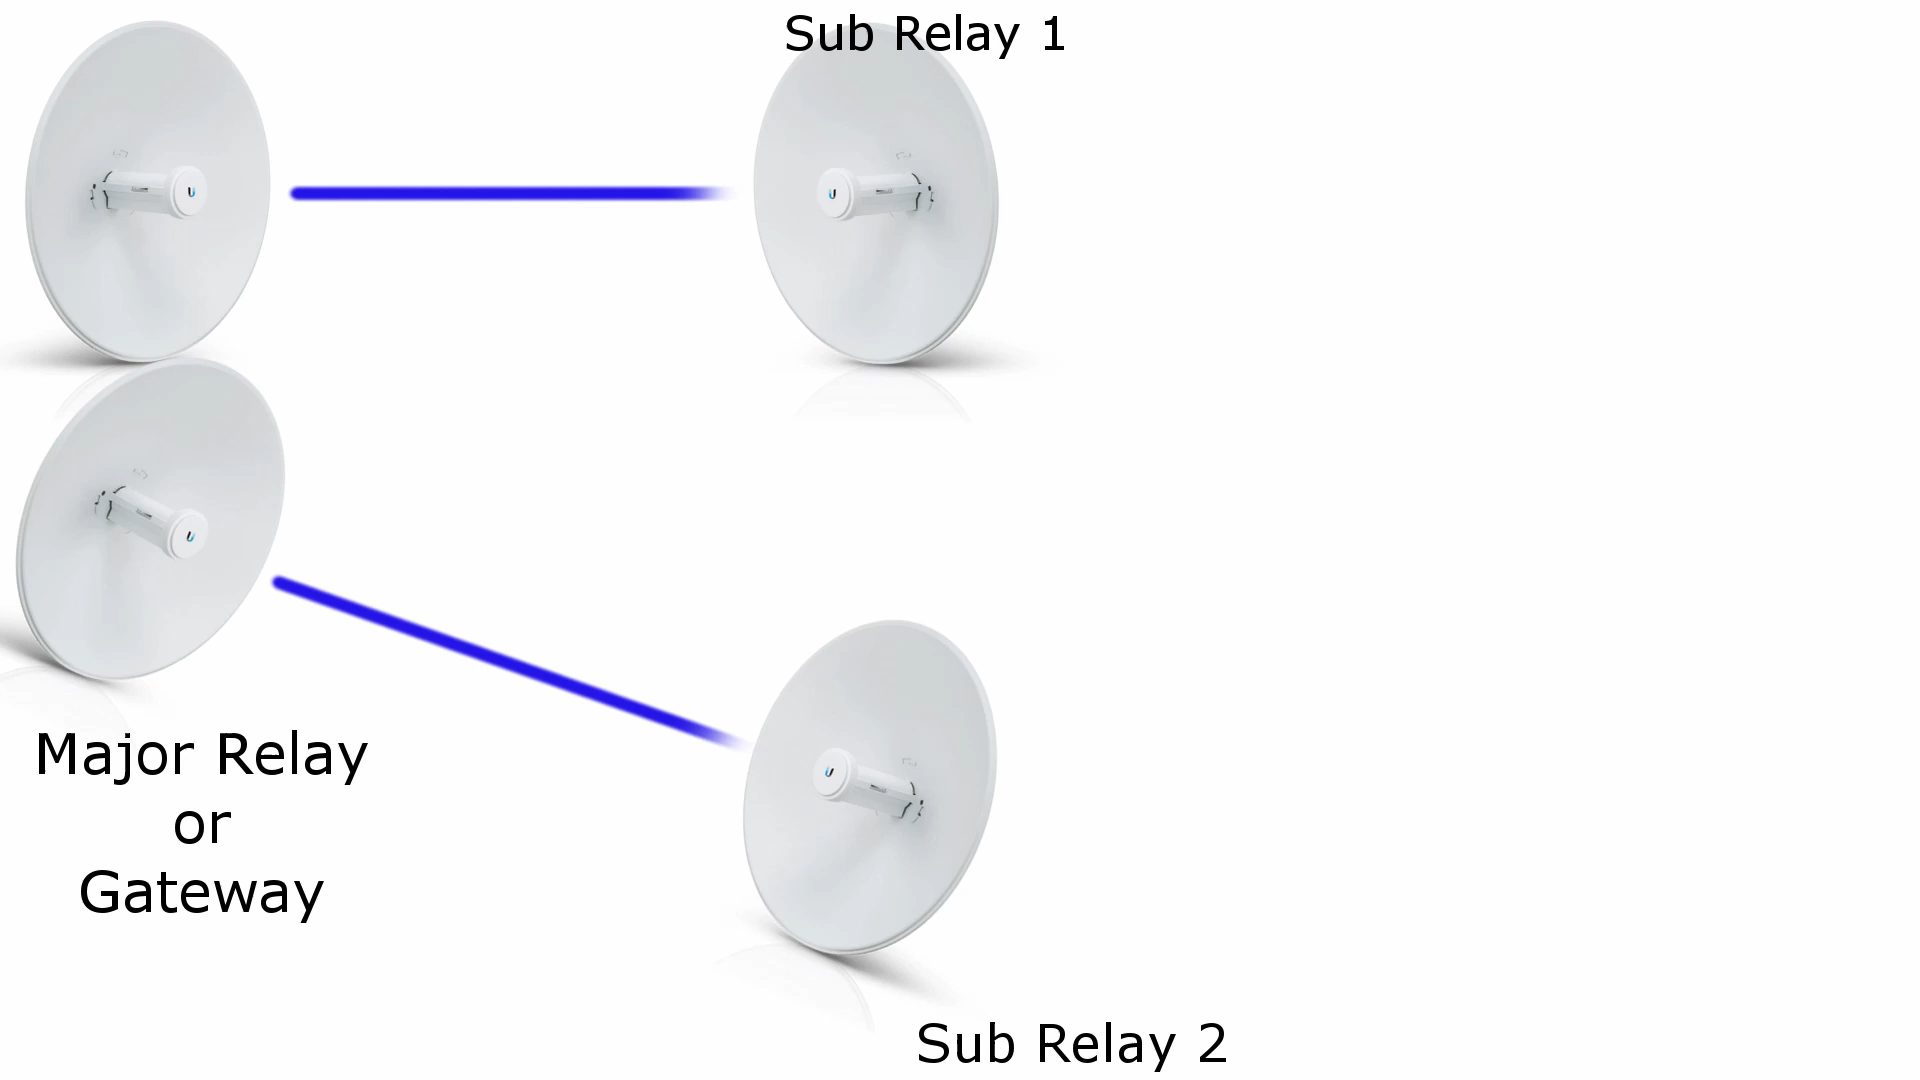 Sub Relay 1
Major Relay
or
Gateway
Sub Relay 2